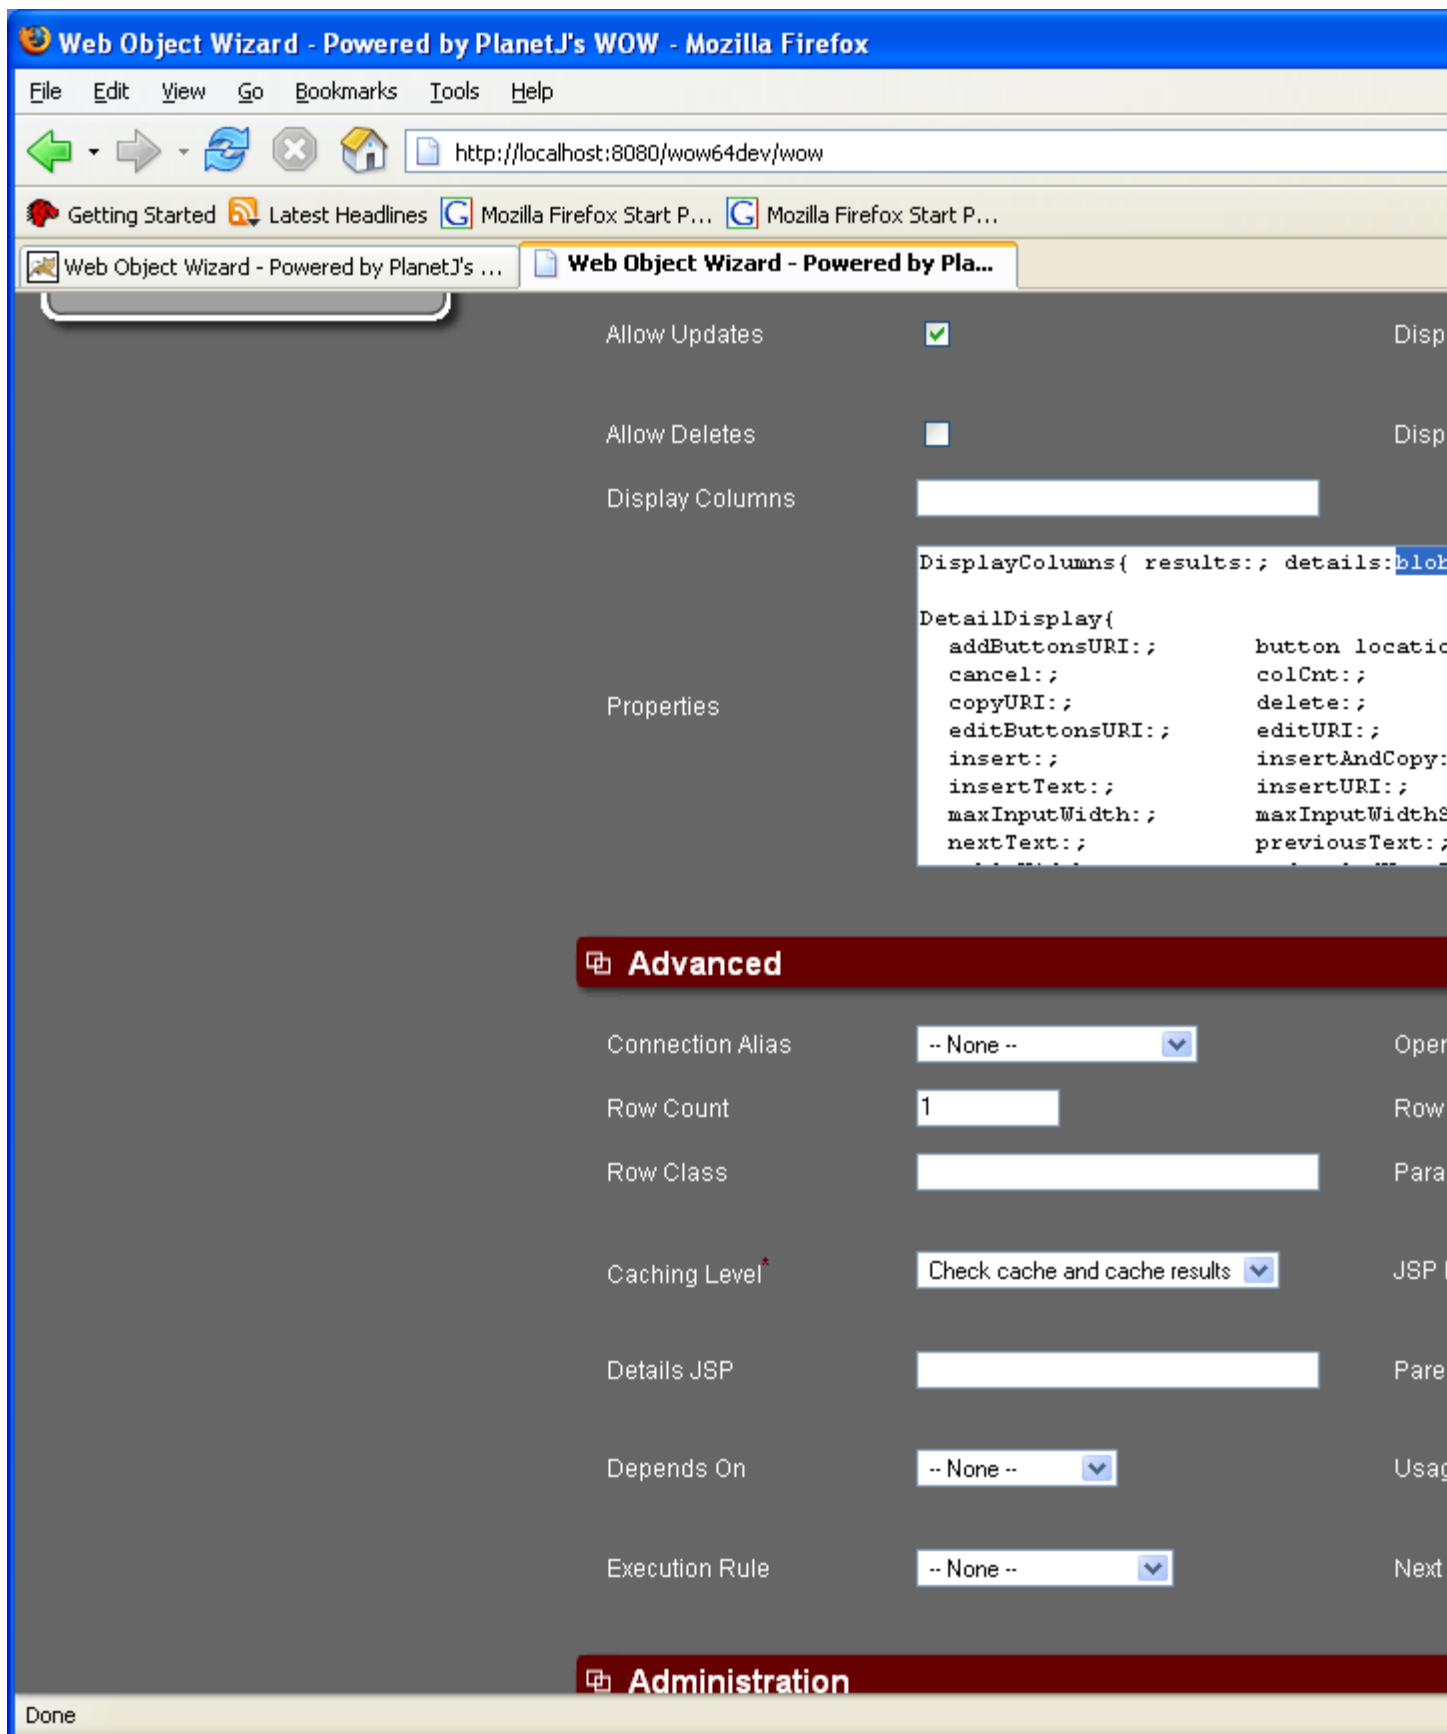 Web Object Wizard - Powered by PlanetJ's WOW - Mozilla Firefox
File Edit View Go Bookmarks Tools Help
http://localhost:8080/wow64dev/wow
Getting Started Latest Headlines Mozilla Firefox Start P... Mozilla Firefox Start P...
Web Object Wizard - Powered by PlanetJ's ... Web Object Wizard - Powered by Pla...
Allow Updates Disp
Allow Deletes Disp
Display Columns
DisplayColumns{ results:; details:blob
DetailDisplay{
addButtonsURI:; button locatio
cancel:; colCnt:;
Properties
copyURI:; delete:;
editButtonsURI:; editURI:;
insert:; insertAndCopy:
insertText:; insertURI:;
maxInputWidth:; maxInputWidthS
nextText:; previousText:;
Advanced
Connection Alias -- None -- Oper
Row Count 1 Row
Row Class Para
Caching Level* Check cache and cache results JSP
Details JSP Pare
Depends On -- None -- Usag
Execution Rule -- None -- Next
Administration
Done